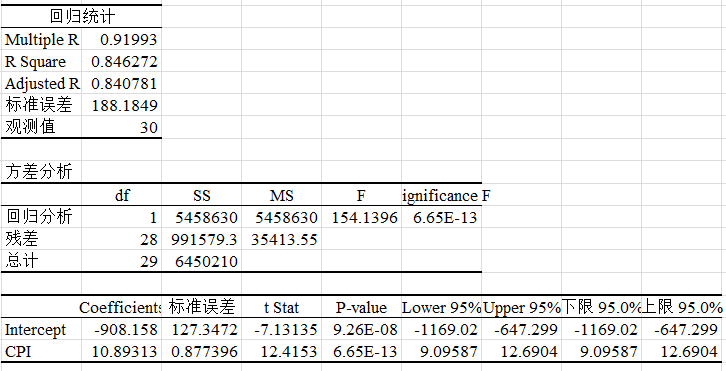 回归统计
Multiple R 0.91993
R Square 0.846272
Adjusted R 0.840781
标准误差 188.1849
观测值 30
方差分析
df SS MS F ignificance F
回归分析 1 5458630 5458630 154.1396 6.65E-13
残差 28 991579.3 35413.55
总计 29 6450210
Coefficients 标准误差 t Stat P-value Lower 95% Upper 95% 下限 95.0% 上限 95.0%
Intercept -908.158 127.3472 -7.13135 9.26E-08 -1169.02 -647.299 -1169.02 -647.299
CPI 10.89313 0.877396 12.4153 6.65E-13 9.09587 12.6904 9.09587 12.6904